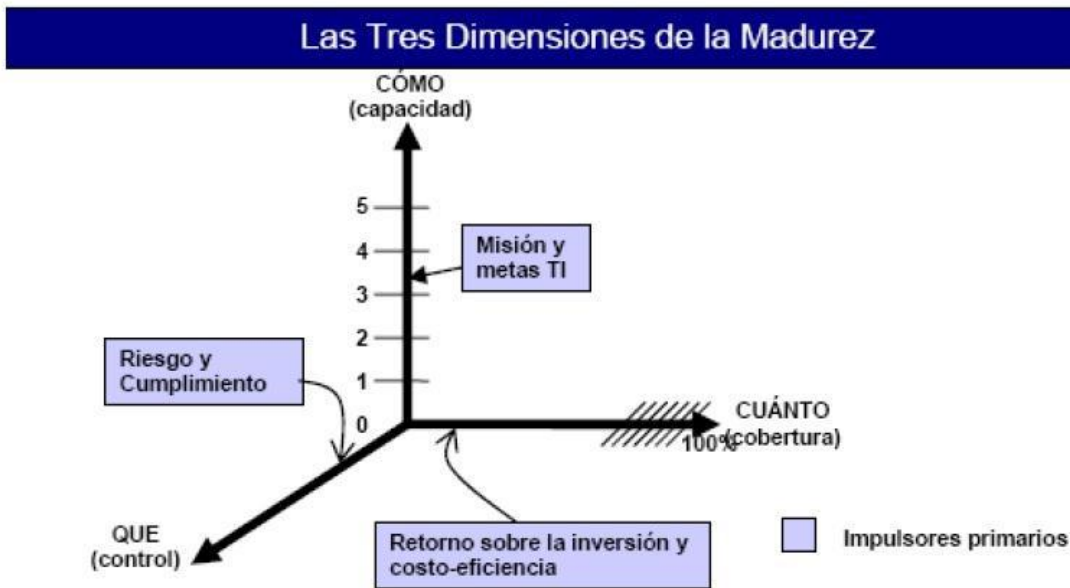 Las Tres Dimensiones de la Madurez
CÓMO
(capacidad)
5
4
3
2
1
0
Misión y
metas TI
Riesgo y
Cumplimiento
CUÁNTO
(cobertura)
100%
QUE
(control)
Retorno sobre la inversión y
costo-eficiencia
Impulsores primarios